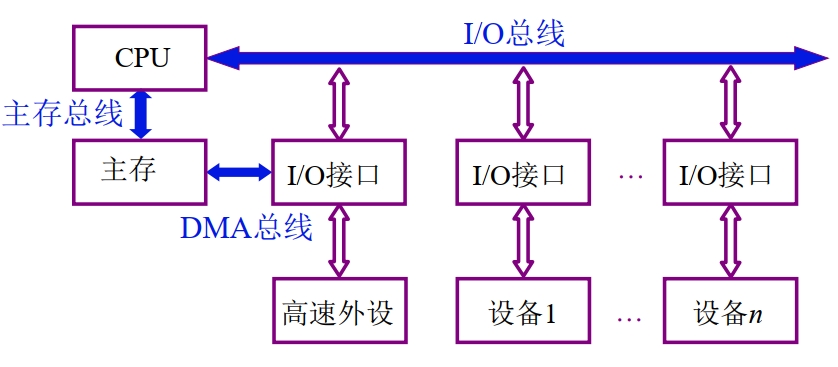 I/O总线
CPU
主存总线
主存
I/O接口
I/O接口
…
I/O接口
DMA总线
高速外设
设备1
…
设备n